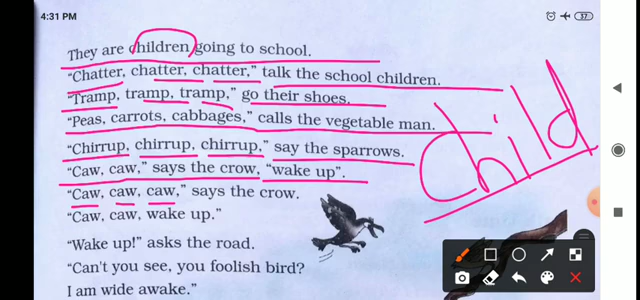 4:31 PM
37
They are children going to school.
"Chatter, chatter, chatter," talk the school children.
"Tramp, tramp, tramp," go their shoes.
"Peas, carrots, cabbages," calls the vegetable man.
"Chirrup, chirrup, chirrup," say the sparrows.
"Caw, caw," says the crow, "wake up".
"Caw, caw, caw," says the crow.
"Caw, caw, wake up."
"Wake up!" asks the road.
"Can't you see, you foolish bird?
I am wide awake."
child